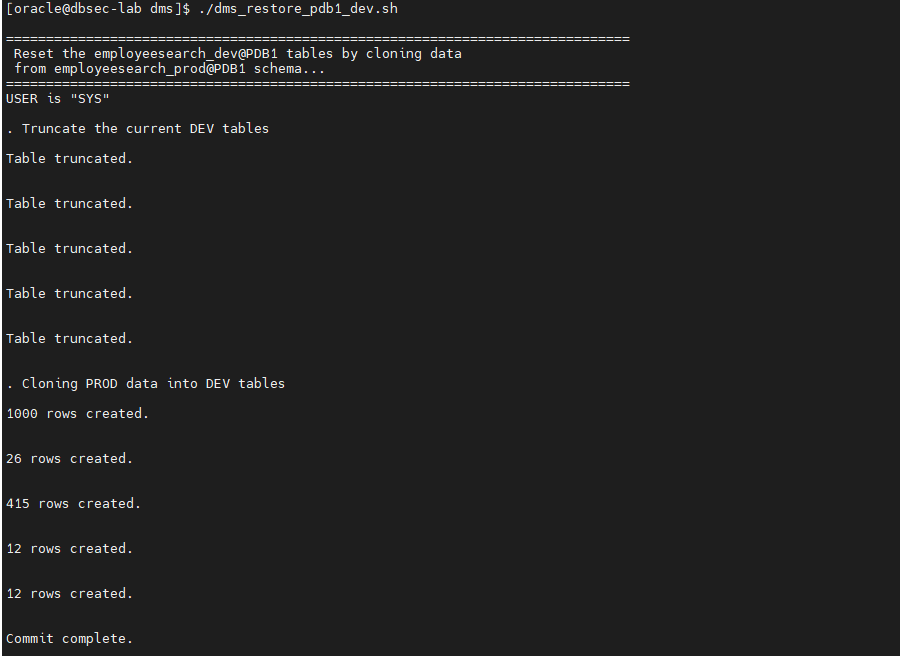 [oracle@dbsec-lab dms]$ ./dms_restore_pdb1_dev.sh
==============================================================================
Reset the employeesearch_dev@PDB1 tables by cloning data
from employeesearch_prod@PDB1 schema...
==============================================================================
USER is "SYS"
. Truncate the current DEV tables
Table truncated.
Table truncated.
Table truncated.
Table truncated.
Table truncated.
. Cloning PROD data into DEV tables
1000 rows created.
26 rows created.
415 rows created.
12 rows created.
12 rows created.
Commit complete.